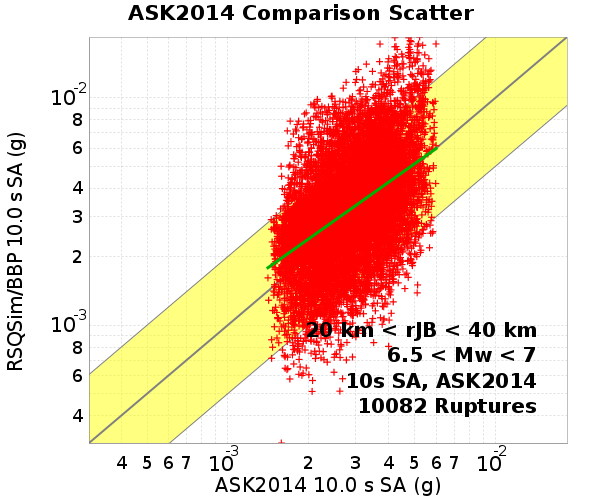 ASK2014 Comparison Scatter
RSQSim/BBP 10.0 s SA (g)
10-2
8
6
4
3
2
10-3
8
6
4
20 km < rJB < 40 km
6.5 < Mw < 7
10s SA, ASK2014
10082 Ruptures
4 5 6 7 10-3 2 3 4 5 6 7 10-2
ASK2014 10.0 s SA (g)